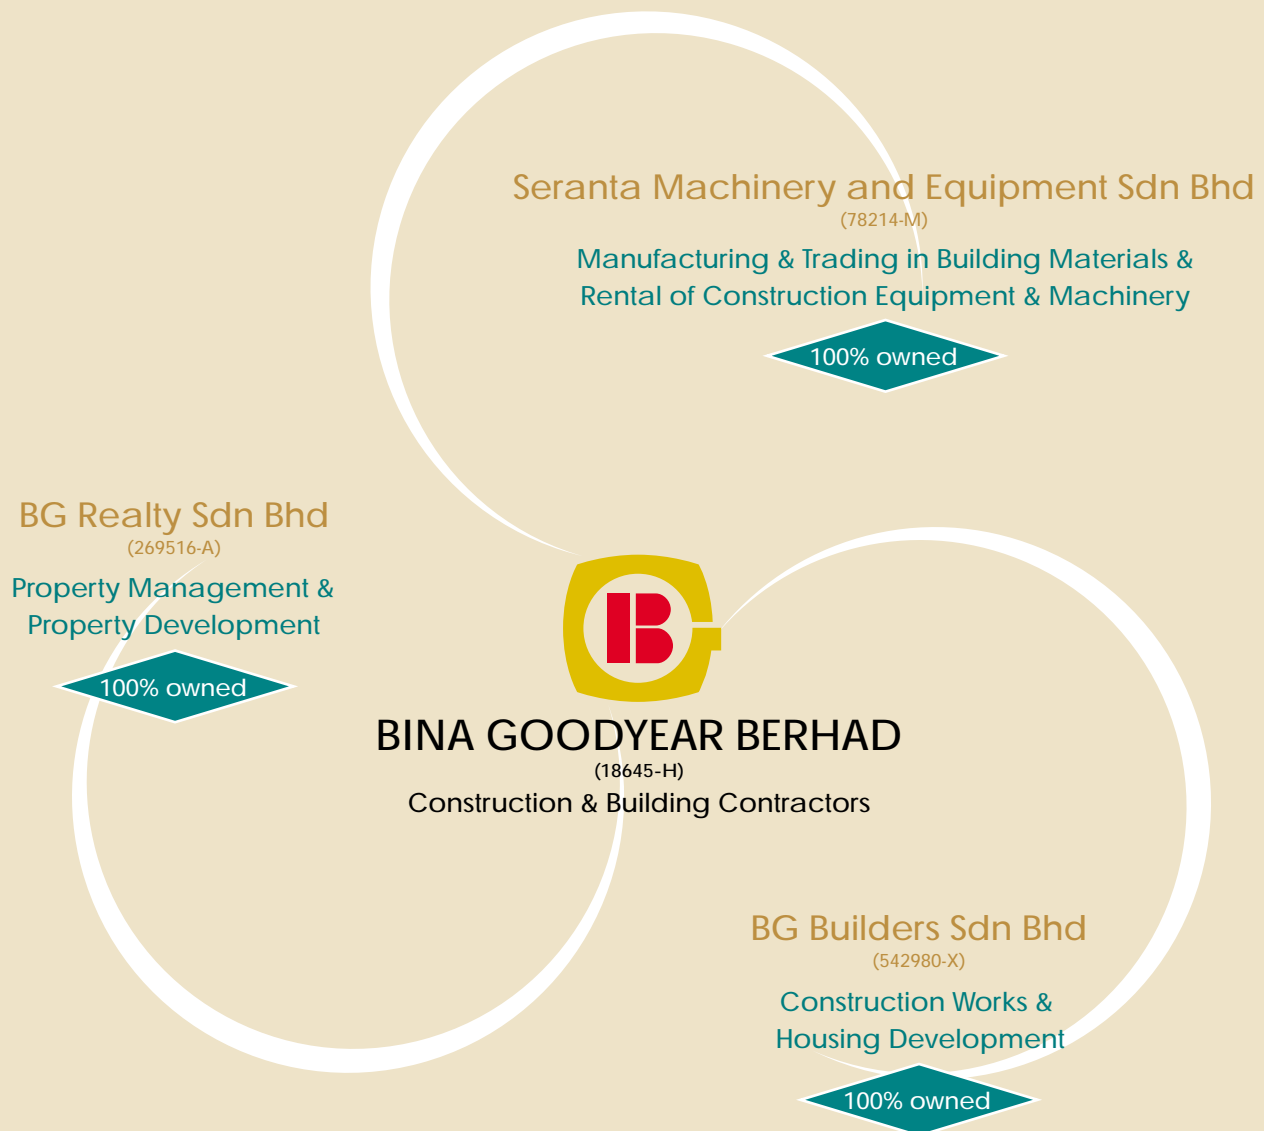 Seranta Machinery and Equipment Sdn Bhd
(78214-M)
Manufacturing & Trading in Building Materials &
Rental of Construction Equipment & Machinery
100% owned
BG Realty Sdn Bhd
(269516-A)
Property Management &
Property Development
100% owned
B
BINA GOODYEAR BERHAD
(18645-H)
Construction & Building Contractors
BG Builders Sdn Bhd
(542980-X)
Construction Works &
Housing Development
100% owned